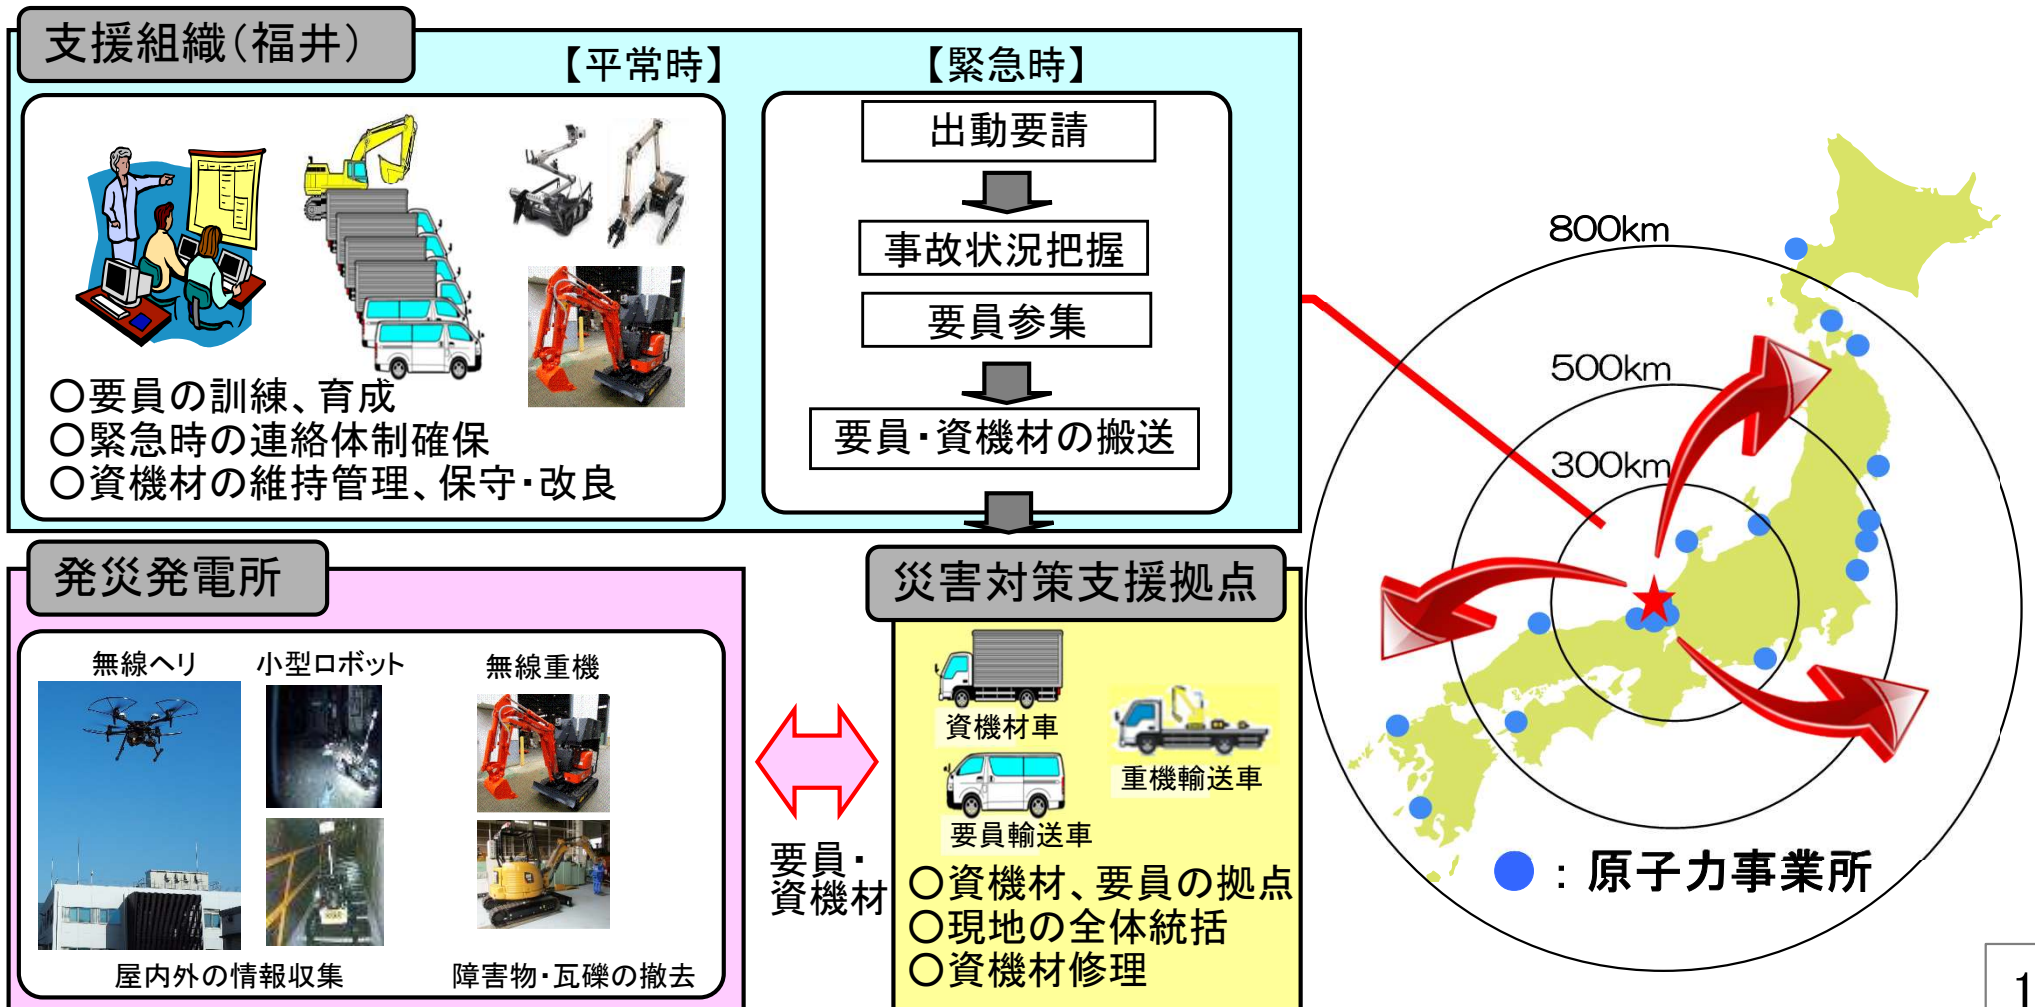 支援組織(福井)
【平常時】
○要員の訓練、育成
○緊急時の連絡体制確保
○資機材の維持管理、保守・改良
【緊急時】
出動要請
事故状況把握
要員参集
要員・資機材の搬送
発災発電所
無線ヘリ
小型ロボット
無線重機
屋内外の情報収集
障害物・瓦礫の撤去
要員・
資機材
災害対策支援拠点
資機材車
重機輸送車
要員輸送車
○資機材、要員の拠点
○現地の全体統括
○資機材修理
800km
500km
300km
●:原子力事業所
1